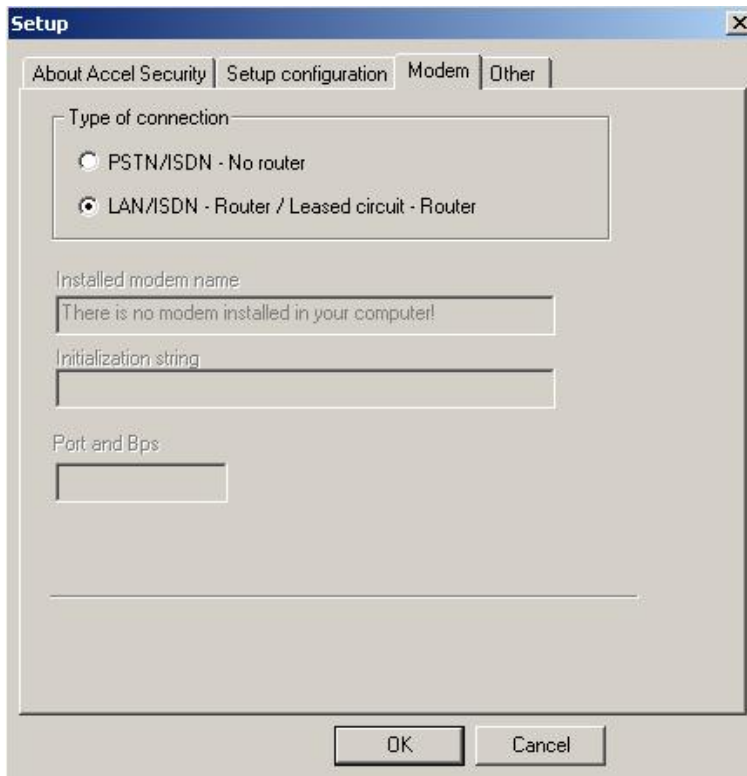 Setup
About Accel Security Setup configuration Modem Other
Type of connection
PSTN/ISDN - No router
LAN/ISDN - Router / Leased circuit - Router
Installed modem name
There is no modem installed in your computer!
Initialization string
Port and Bps
OK Cancel